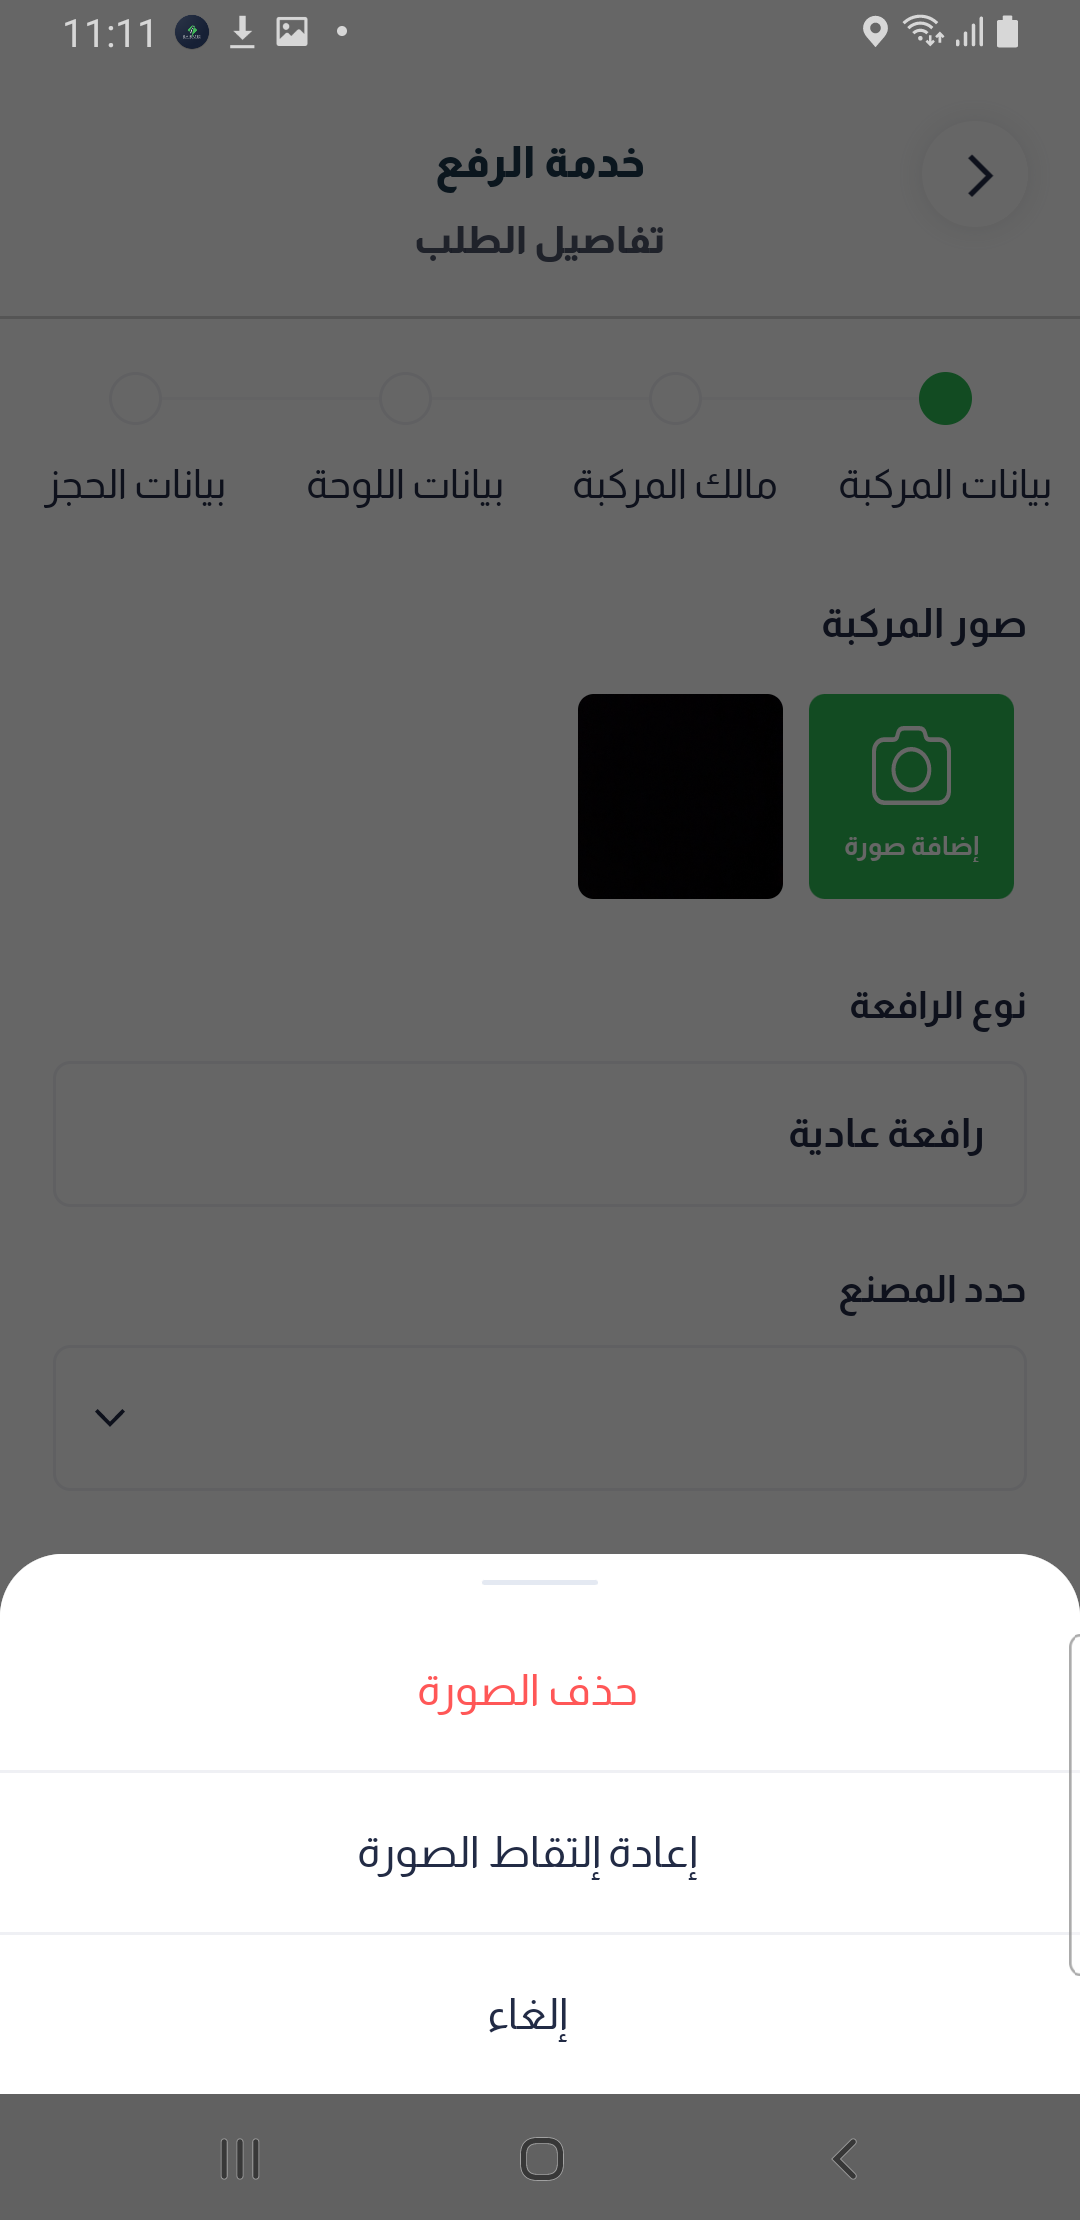 11:11
خدمة الرفع
تفاصيل الطلب
بيانات المركبة
مالك المركبة
بيانات اللوحة
بيانات الحجز
صور المركبة
إضافة صورة
نوع الرافعة
رافعة عادية
حدد المصنع
حذف الصورة
إعادة إلتقاط الصورة
إلغاء